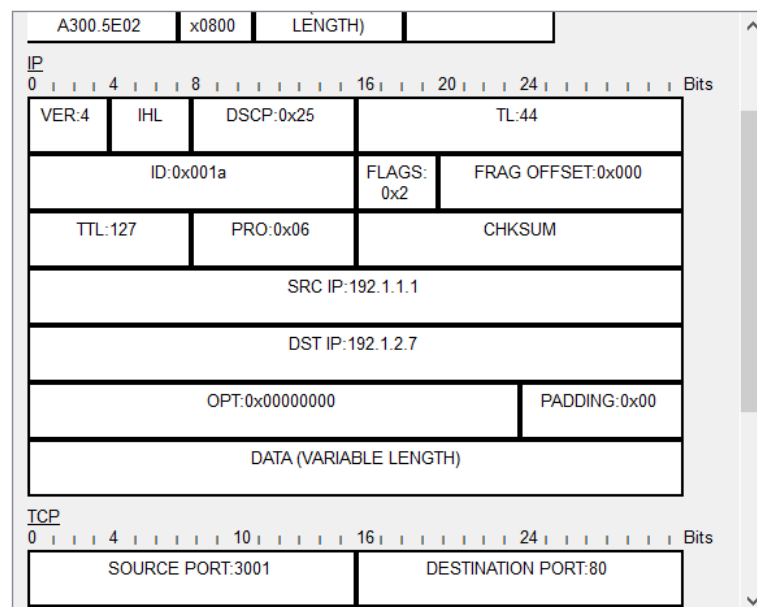 A300.5E02 x0800 LENGTH)
IP
0 4 8 16 20 24 Bits
VER:4 IHL DSCP:0x25 TL:44
ID:0x001a FLAGS: 0x2 FRAG OFFSET:0x000
TTL:127 PRO:0x06 CHKSUM
SRC IP:192.1.1.1
DST IP:192.1.2.7
OPT:0x00000000 PADDING:0x00
DATA (VARIABLE LENGTH)
TCP
0 4 10 16 24 Bits
SOURCE PORT:3001 DESTINATION PORT:80